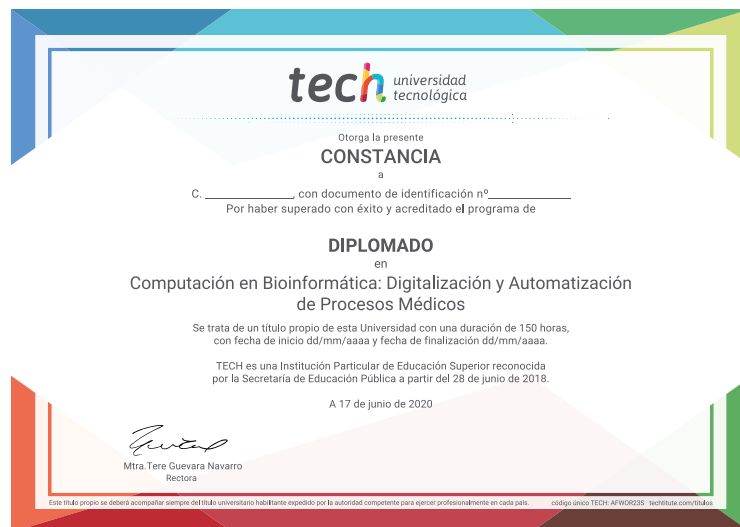 tech universidad
tecnológica
Otorga la presente
CONSTANCIA
a
C. ______________, con documento de identificación nº______________
Por haber superado con éxito y acreditado el programa de
DIPLOMADO
en
Computación en Bioinformática: Digitalización y Automatización
de Procesos Médicos
Se trata de un título propio de esta Universidad con una duración de 150 horas,
con fecha de inicio dd/mm/aaaa y fecha de finalización dd/mm/aaaa.
TECH es una Institución Particular de Educación Superior reconocida
por la Secretaría de Educación Pública a partir del 28 de junio de 2018.
A 17 de junio de 2020
Mtra.Tere Guevara Navarro
Rectora
Este título propio se deberá acompañar siempre del título universitario habilitante expedido por la autoridad competente para ejercer profesionalmente en cada país. código único TECH: AFWOR23S techtitute.com/titulos